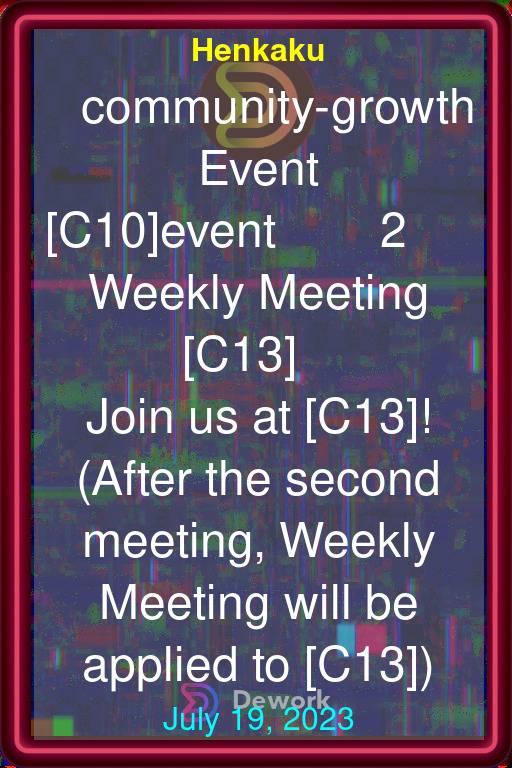 Henkaku
community-growth
Event
[C10]event 2
Weekly Meeting
[C13]
Join us at [C13]!
(After the second
meeting, Weekly
Meeting will be
applied to [C13])
Dework
July 19, 2023